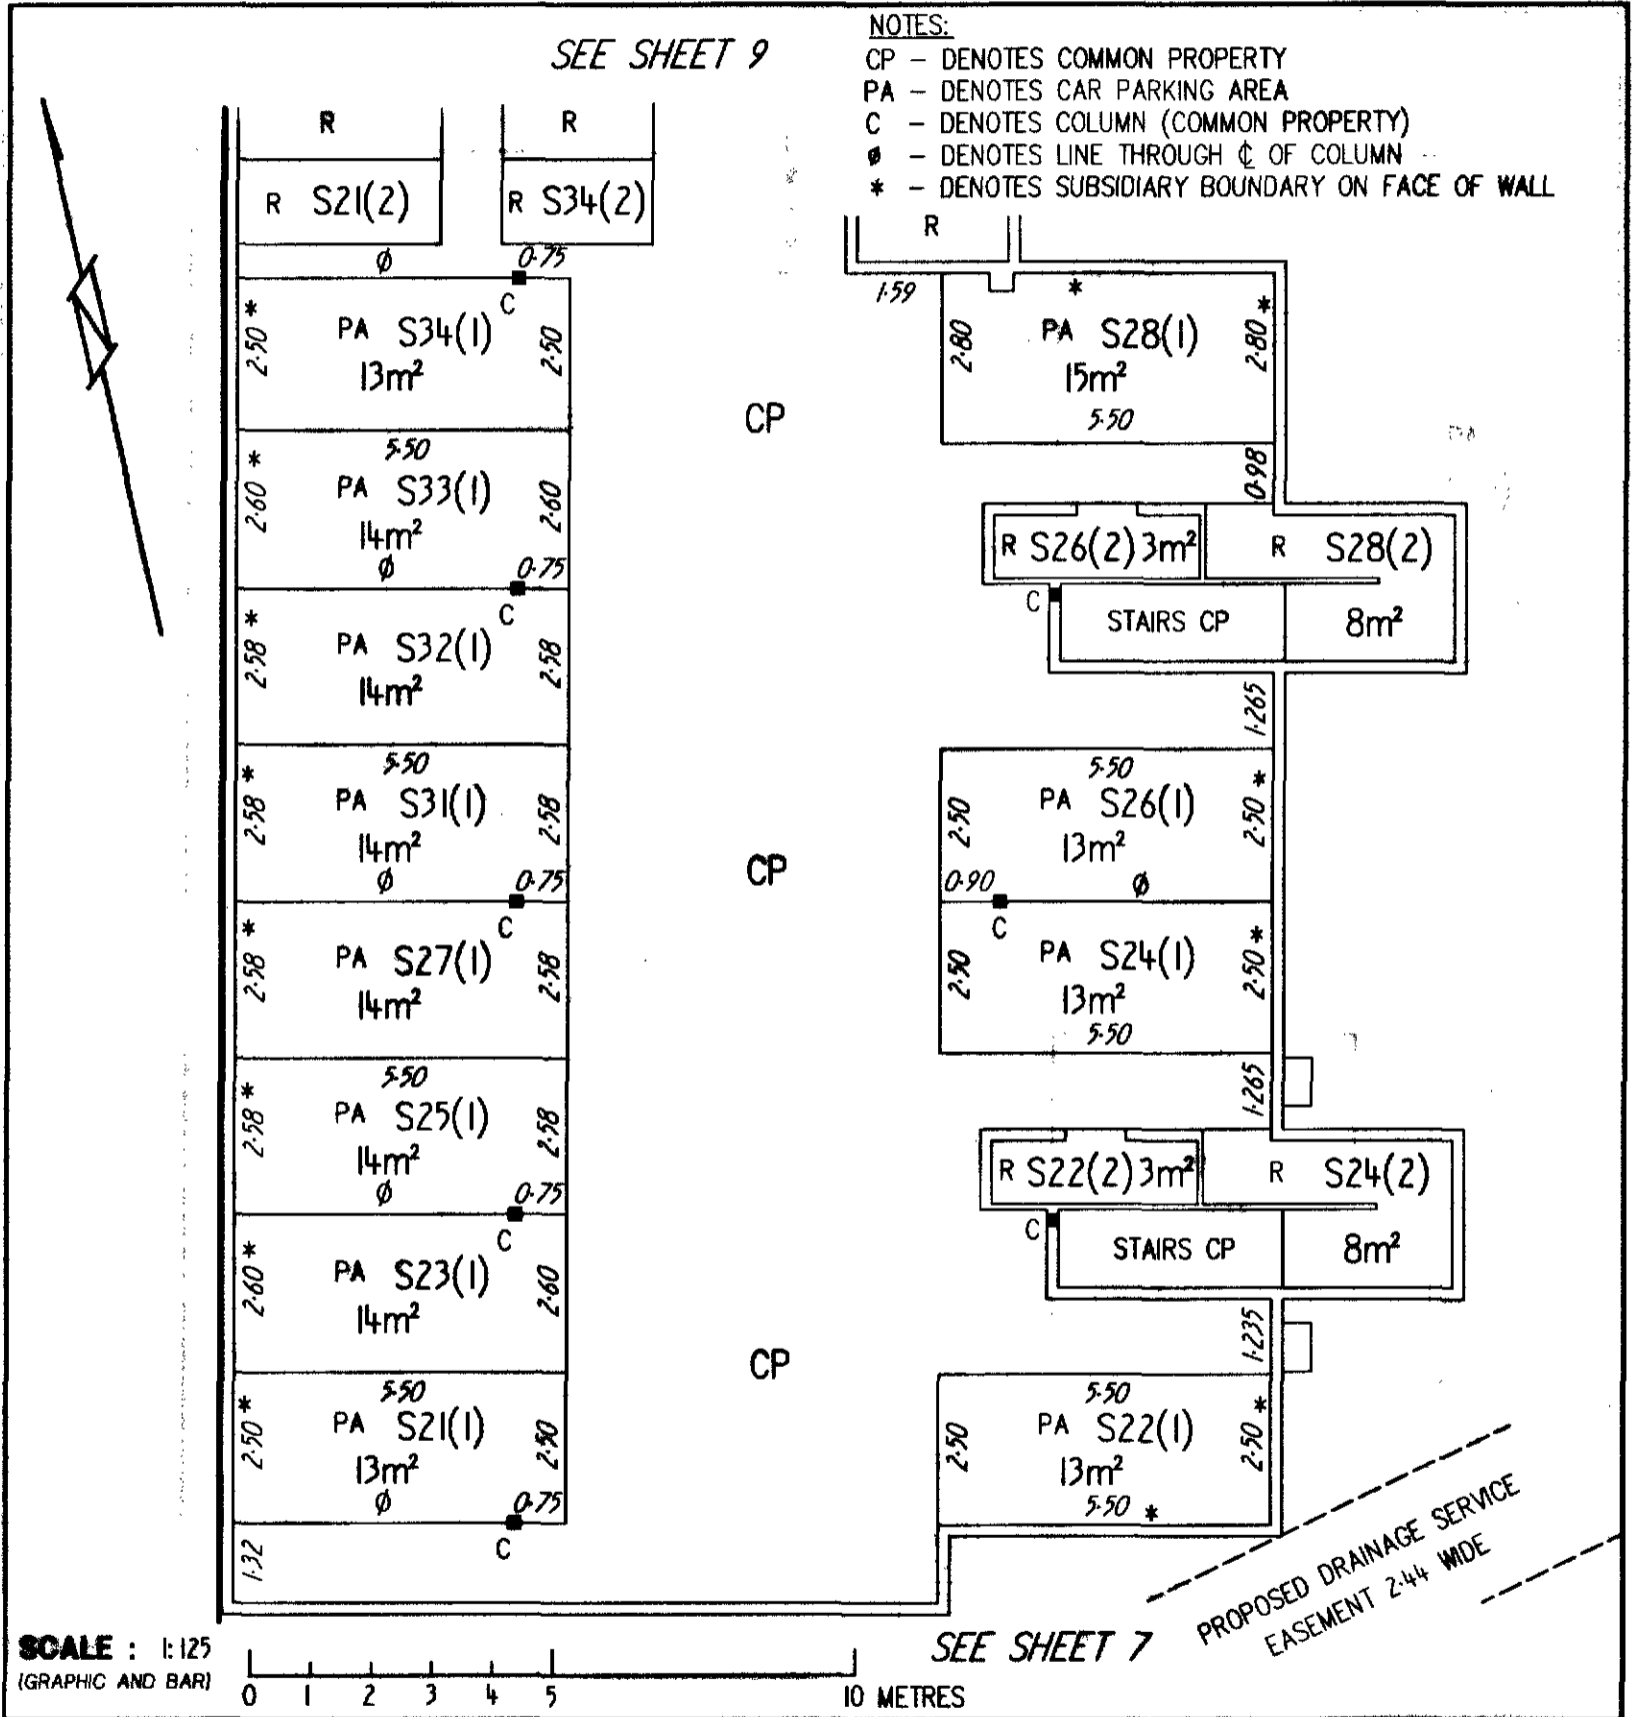 SEE SHEET 9
NOTES:
CP – DENOTES COMMON PROPERTY
PA – DENOTES CAR PARKING AREA
C – DENOTES COLUMN (COMMON PROPERTY)
ø – DENOTES LINE THROUGH ℄ OF COLUMN
* – DENOTES SUBSIDIARY BOUNDARY ON FACE OF WALL
R
R
R S21(2)
R S34(2)
ø 0·75
C
2·50 *
PA S34(1)
13m²
2·50
5·50
2·60 *
PA S33(1)
14m²
2·60
ø 0·75
C
2·58 *
PA S32(1)
14m²
2·58
5·50
2·58 *
PA S31(1)
14m²
2·58
ø 0·75
C
2·58 *
PA S27(1)
14m²
2·58
5·50
2·58 *
PA S25(1)
14m²
2·58
ø 0·75
C
2·60 *
PA S23(1)
14m²
2·60
5·50
2·50 *
PA S21(1)
13m²
2·50
ø 0·75
C
1·32
CP
CP
CP
R
1·59
*
2·80
PA S28(1)
15m²
2·80 *
5·50
0·98
R S26(2) 3m²
R S28(2)
C
STAIRS CP
8m²
1·265
5·50
2·50
PA S26(1)
13m²
2·50 *
0·90 ø
C
2·50
PA S24(1)
13m²
2·50 *
5·50
1·265
R S22(2) 3m²
R S24(2)
C
STAIRS CP
8m²
1·235
5·50
2·50
PA S22(1)
13m²
2·50 *
5·50 *
PROPOSED DRAINAGE SERVICE
EASEMENT 2·44 WIDE
SEE SHEET 7
SCALE : 1:125
(GRAPHIC AND BAR)
0 1 2 3 4 5 10 METRES